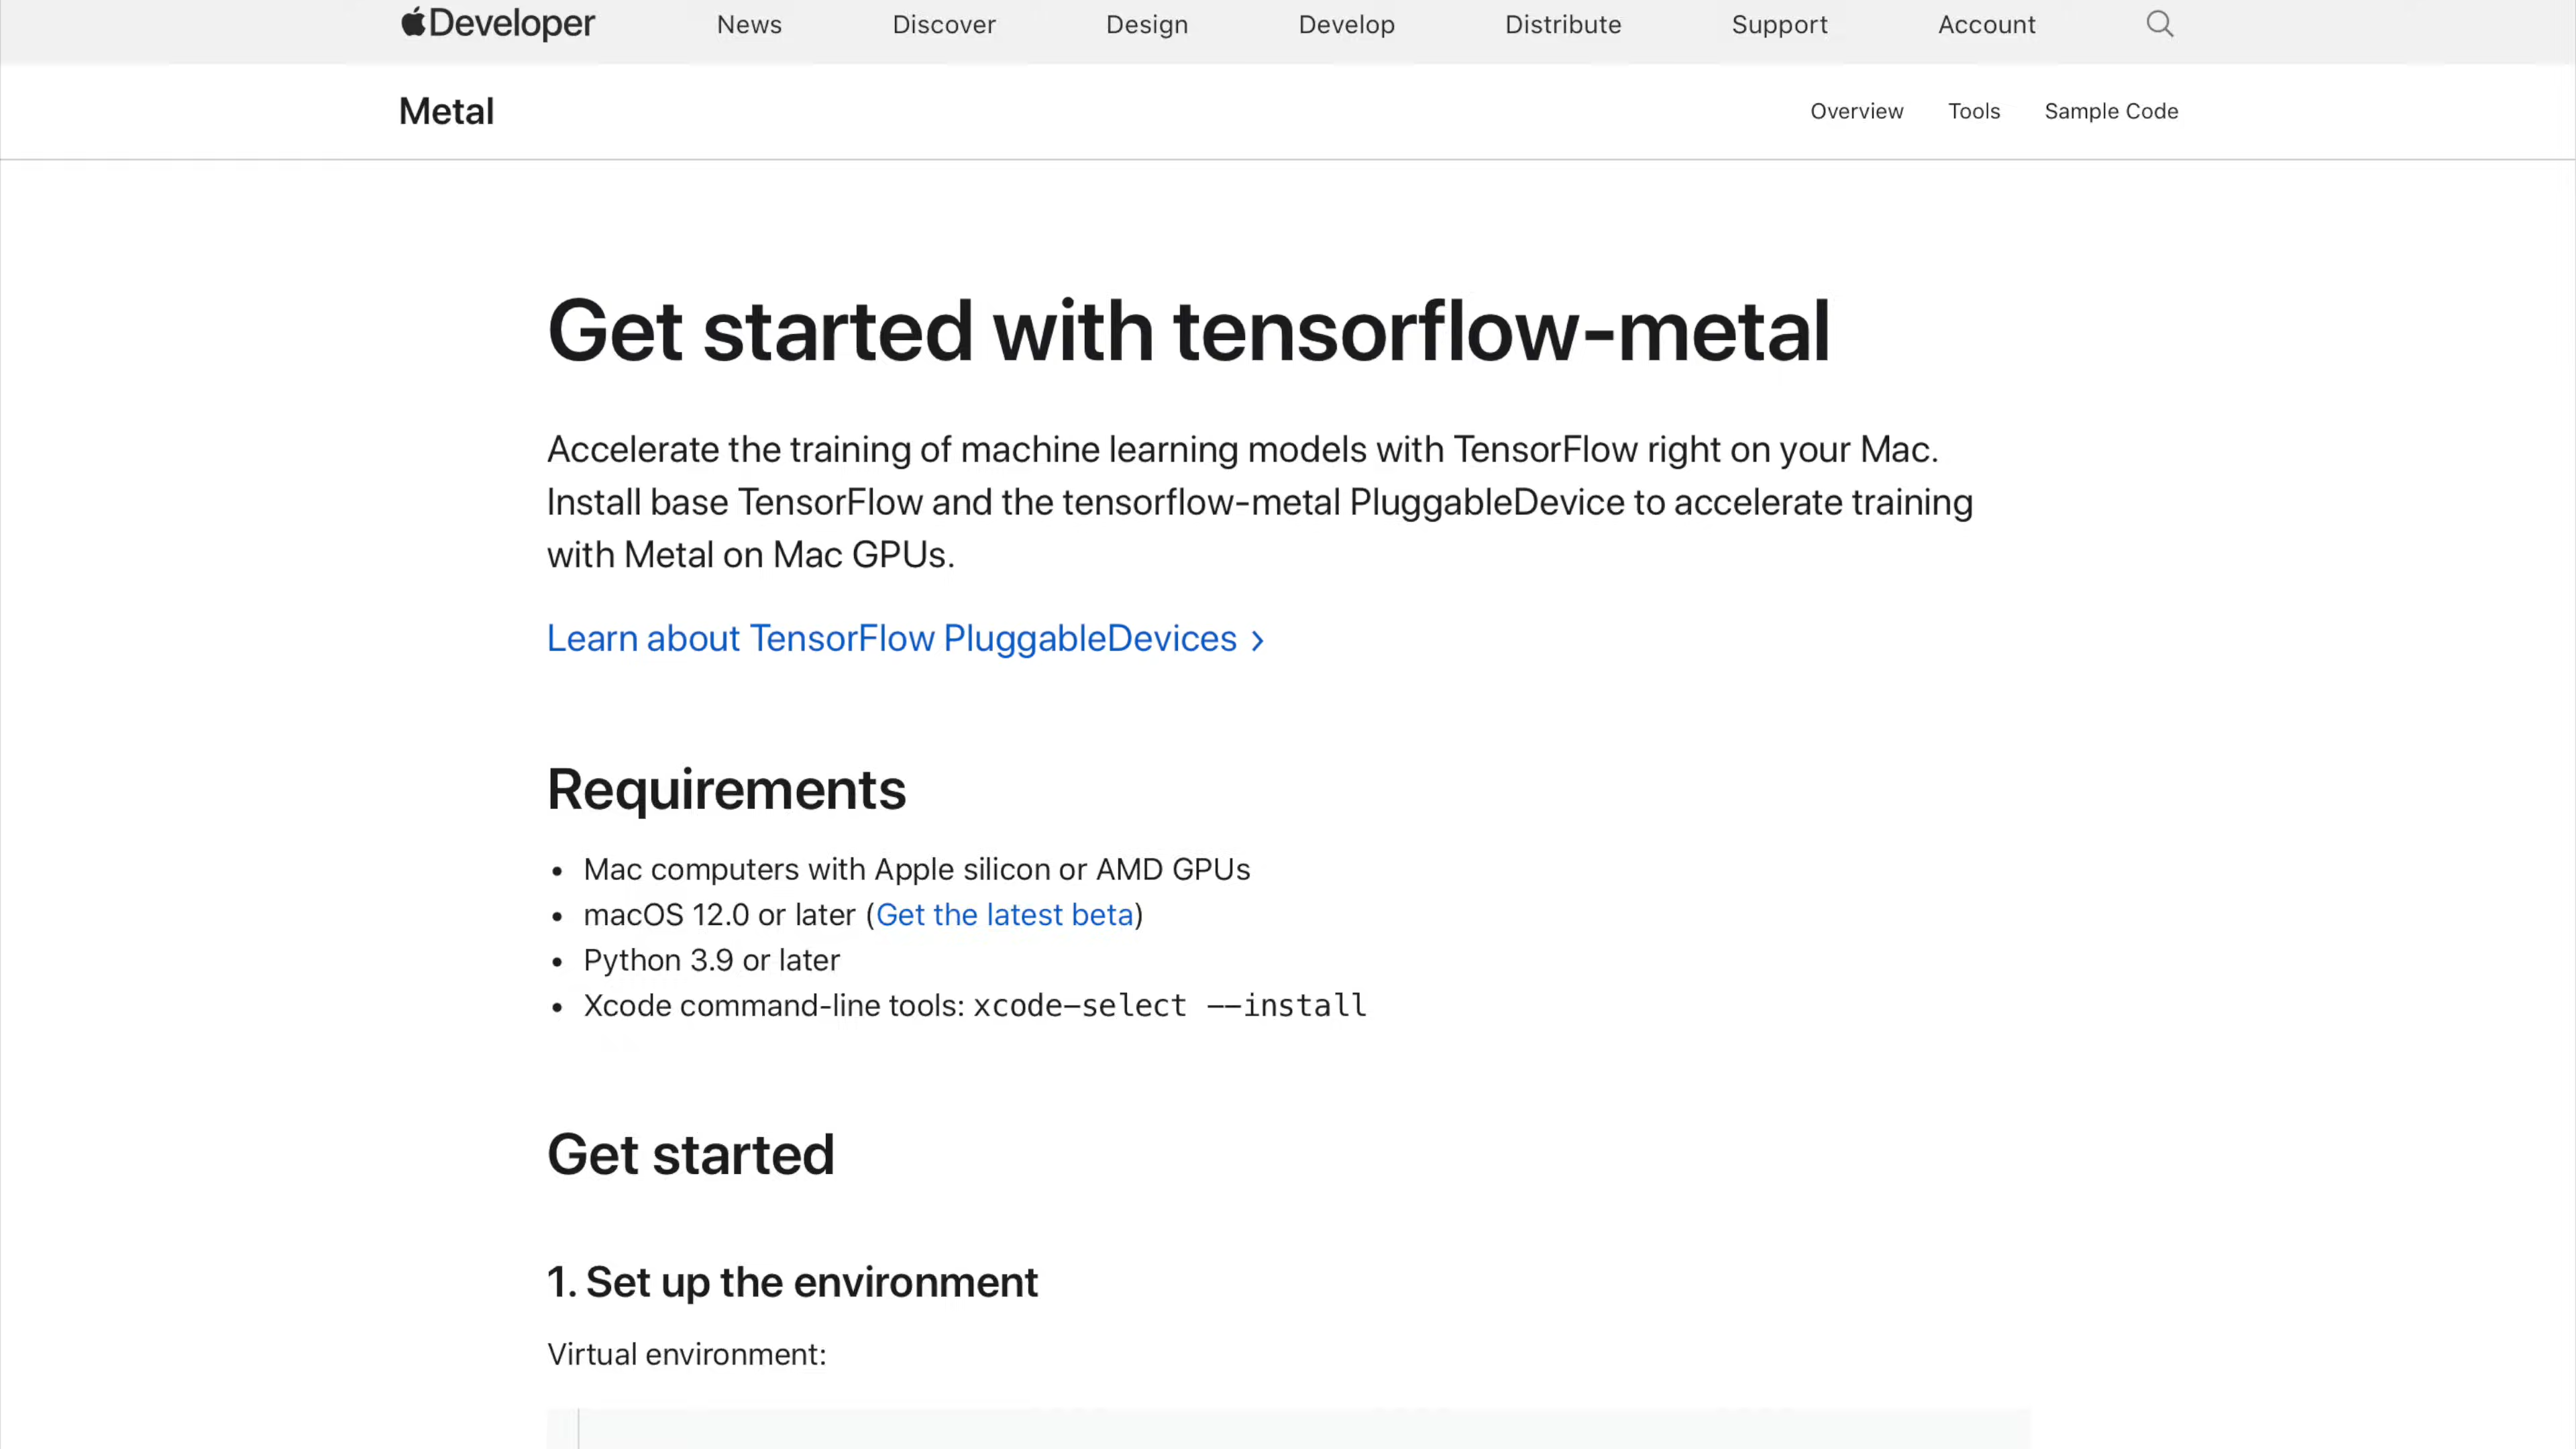 Developer News Discover Design Develop Distribute Support Account
Metal Overview Tools Sample Code
Get started with tensorflow-metal
Accelerate the training of machine learning models with TensorFlow right on your Mac.
Install base TensorFlow and the tensorflow-metal PluggableDevice to accelerate training
with Metal on Mac GPUs.
Learn about TensorFlow PluggableDevices >
Requirements
• Mac computers with Apple silicon or AMD GPUs
• macOS 12.0 or later (Get the latest beta)
• Python 3.9 or later
• Xcode command-line tools: xcode-select --install
Get started
1. Set up the environment
Virtual environment: